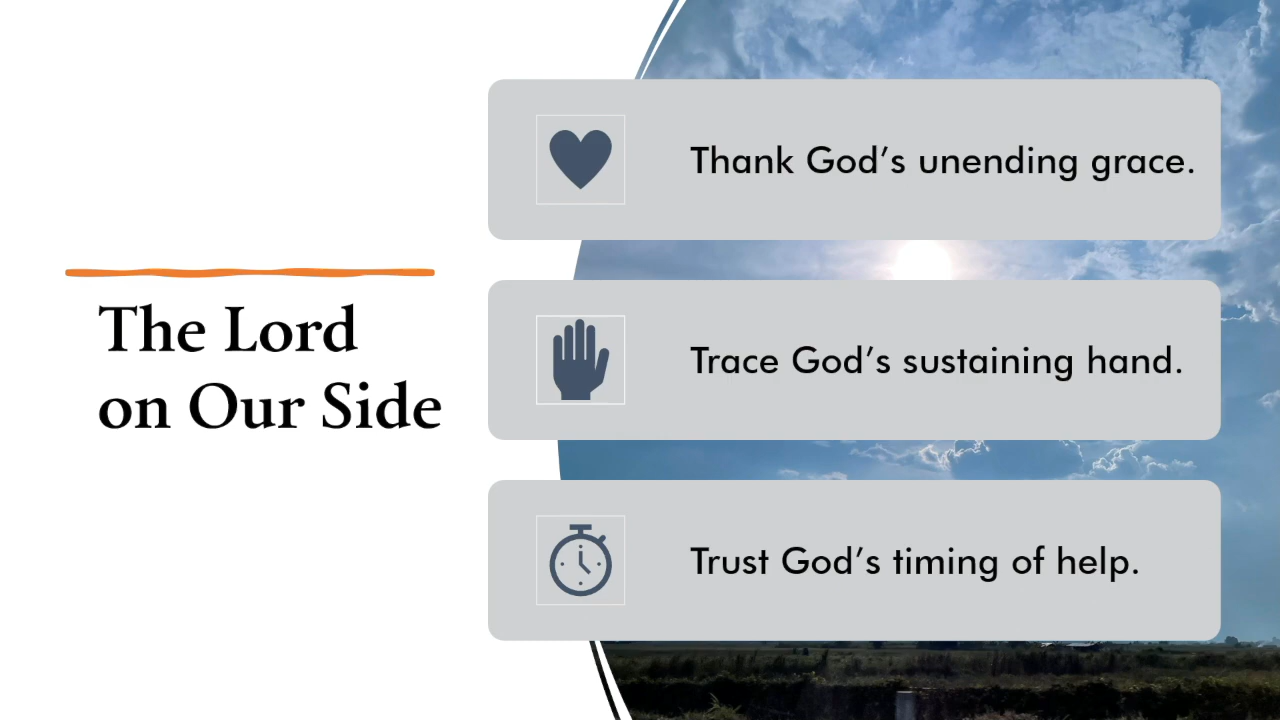 The Lord
on Our Side
Thank God’s unending grace.
Trace God’s sustaining hand.
Trust God’s timing of help.